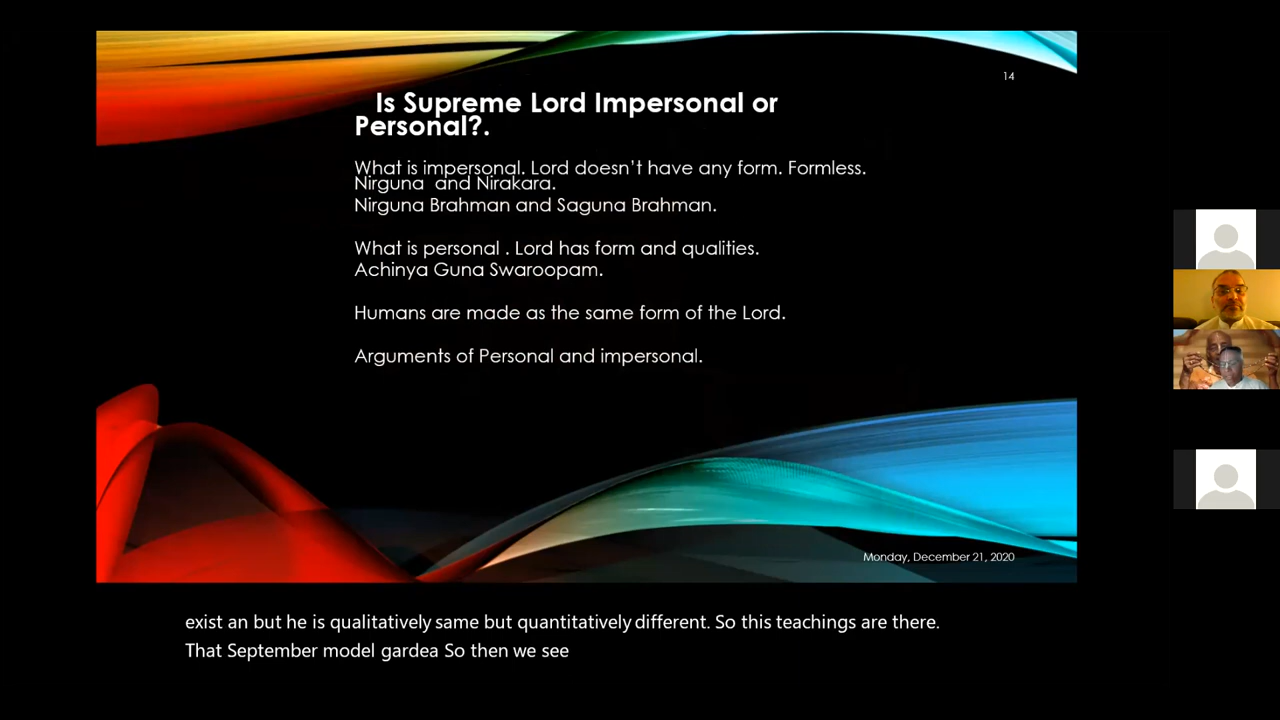 14
Is Supreme Lord Impersonal or
Personal?.
What is impersonal. Lord doesn’t have any form. Formless.
Nirguna and Nirakara.
Nirguna Brahman and Saguna Brahman.
What is personal . Lord has form and qualities.
Achinya Guna Swaroopam.
Humans are made as the same form of the Lord.
Arguments of Personal and impersonal.
Monday, December 21, 2020
exist an but he is qualitatively same but quantitatively different. So this teachings are there.
That September model gardea So then we see